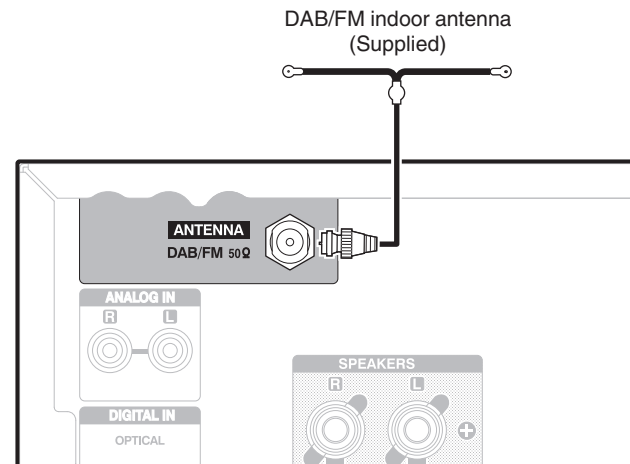 DAB/FM indoor antenna
(Supplied)
ANTENNA
DAB/FM 50Ω
ANALOG IN
R L
SPEAKERS
R L
DIGITAL IN
OPTICAL